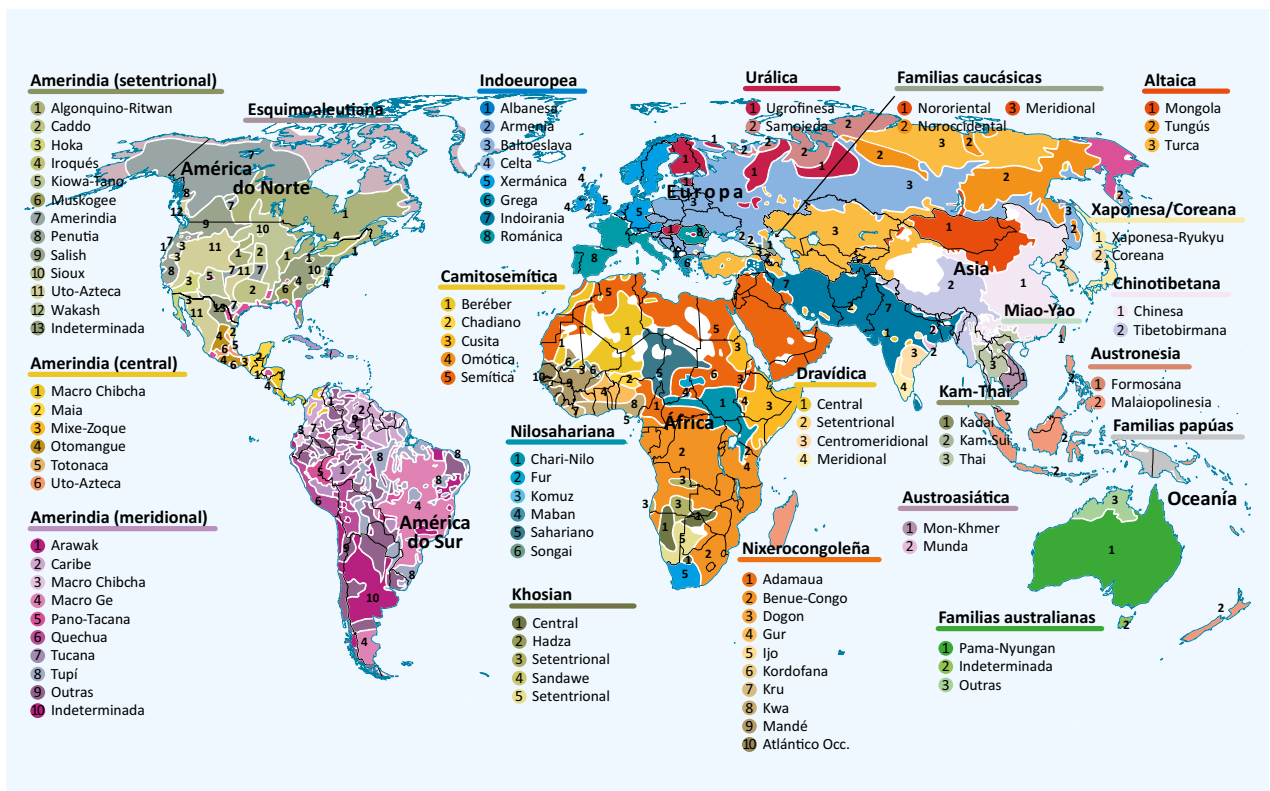 Amerindia (setentrional)
1 Algonquino-Ritwan
2 Caddo
3 Hoka
4 Iroqués
5 Kiowa-Tano
6 Muskogee
7 Amerindia
8 Penutia
9 Salish
10 Sioux
11 Uto-Azteca
12 Wakash
13 Indeterminada
Amerindia (central)
1 Macro Chibcha
2 Maia
3 Mixe-Zoque
4 Otomangue
5 Totonaca
6 Uto-Azteca
Amerindia (meridional)
1 Arawak
2 Caribe
3 Macro Chibcha
4 Macro Ge
5 Pano-Tacana
6 Quechua
7 Tucana
8 Tupí
9 Outras
10 Indeterminada
Esquimoaleutiana
América
do Norte
América
do Sur
Indoeuropea
1 Albanesa
2 Armenia
3 Baltoeslava
4 Celta
5 Xermánica
6 Grega
7 Indoirania
8 Románica
Camitosemítica
1 Beréber
2 Chadiano
3 Cusita
4 Omótica
5 Semítica
Nilosahariana
1 Chari-Nilo
2 Fur
3 Komuz
4 Maban
5 Sahariano
6 Songai
Khosian
1 Central
2 Hadza
3 Setentrional
4 Sandawe
5 Setentrional
Urálica
1 Ugrofinesa
2 Samojeda
Familias caucásicas
1 Nororiental
2 Noroccidental
3 Meridional
Altaica
1 Mongola
2 Tungús
3 Turca
Europa
Asia
África
Oceanía
Xaponesa/Coreana
1 Xaponesa-Ryukyu
2 Coreana
Chinotibetana
1 Chinesa
2 Tibetobirmana
Miao-Yao
Austronesia
1 Formosana
2 Malaiopolinesia
Familias papúas
Dravídica
1 Central
2 Setentrional
3 Centromeridional
4 Meridional
Kam-Thai
1 Kadai
2 Kam-Sui
3 Thai
Austroasiática
1 Mon-Khmer
2 Munda
Nixerocongoleña
1 Adamaua
2 Benue-Congo
3 Dogon
4 Gur
5 Ijo
6 Kordofana
7 Kru
8 Kwa
9 Mandé
10 Atlántico Occ.
Familias australianas
1 Pama-Nyungan
2 Indeterminada
3 Outras